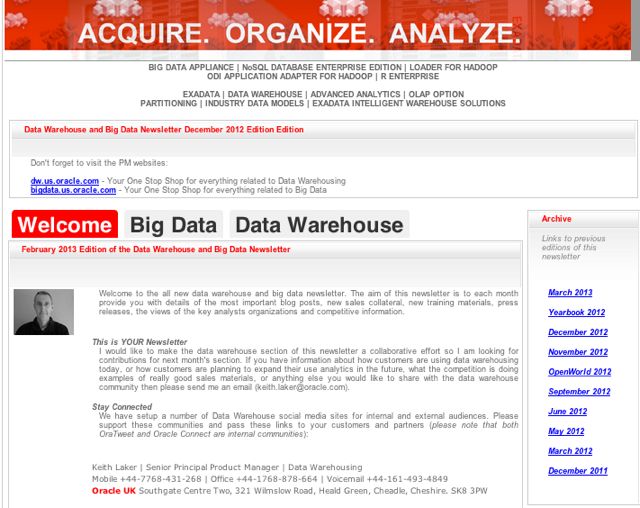 ACQUIRE. ORGANIZE. ANALYZE.
BIG DATA APPLIANCE | NoSQL DATABASE ENTERPRISE EDITION | LOADER FOR HADOOP
ODI APPLICATION ADAPTER FOR HADOOP | R ENTERPRISE
EXADATA | DATA WAREHOUSE | ADVANCED ANALYTICS | OLAP OPTION
PARTITIONING | INDUSTRY DATA MODELS | EXADATA INTELLIGENT WAREHOUSE SOLUTIONS
Data Warehouse and Big Data Newsletter December 2012 Edition Edition
Don't forget to visit the PM websites:
dw.us.oracle.com - Your One Stop Shop for everything related to Data Warehousing
bigdata.us.oracle.com - Your One Stop Shop for everything related to Big Data
Welcome Big Data Data Warehouse
February 2013 Edition of the Data Warehouse and Big Data Newsletter
Welcome to the all new data warehouse and big data newsletter. The aim of this newsletter is to each month
provide you with details of the most important blog posts, new sales collateral, new training materials, press
releases, the views of the key analysts organizations and competitive information.
This is YOUR Newsletter
I would like to make the data warehouse section of this newsletter a collaborative effort so I am looking for
contributions for next month's section. If you have information about how customers are using data warehousing
today, or how customers are planning to expand their use analytics in the future, what the competition is doing
examples of really good sales materials, or anything else you would like to share with the data warehouse
community then please send me an email (keith.laker@oracle.com).
Stay Connected
We have setup a number of Data Warehouse social media sites for internal and external audiences. Please
support these communities and pass these links to your customers and partners (please note that both
OraTweet and Oracle Connect are internal communities):
Keith Laker | Senior Principal Product Manager | Data Warehousing
Mobile +44-7768-431-268 | Office +44-1768-878-664 | Voicemail +44-161-493-4849
Oracle UK Southgate Centre Two, 321 Wilmslow Road, Heald Green, Cheadle, Cheshire. SK8 3PW
Archive
Links to previous
editions of this
newsletter
March 2013
Yearbook 2012
December 2012
November 2012
OpenWorld 2012
September 2012
June 2012
May 2012
March 2012
December 2011